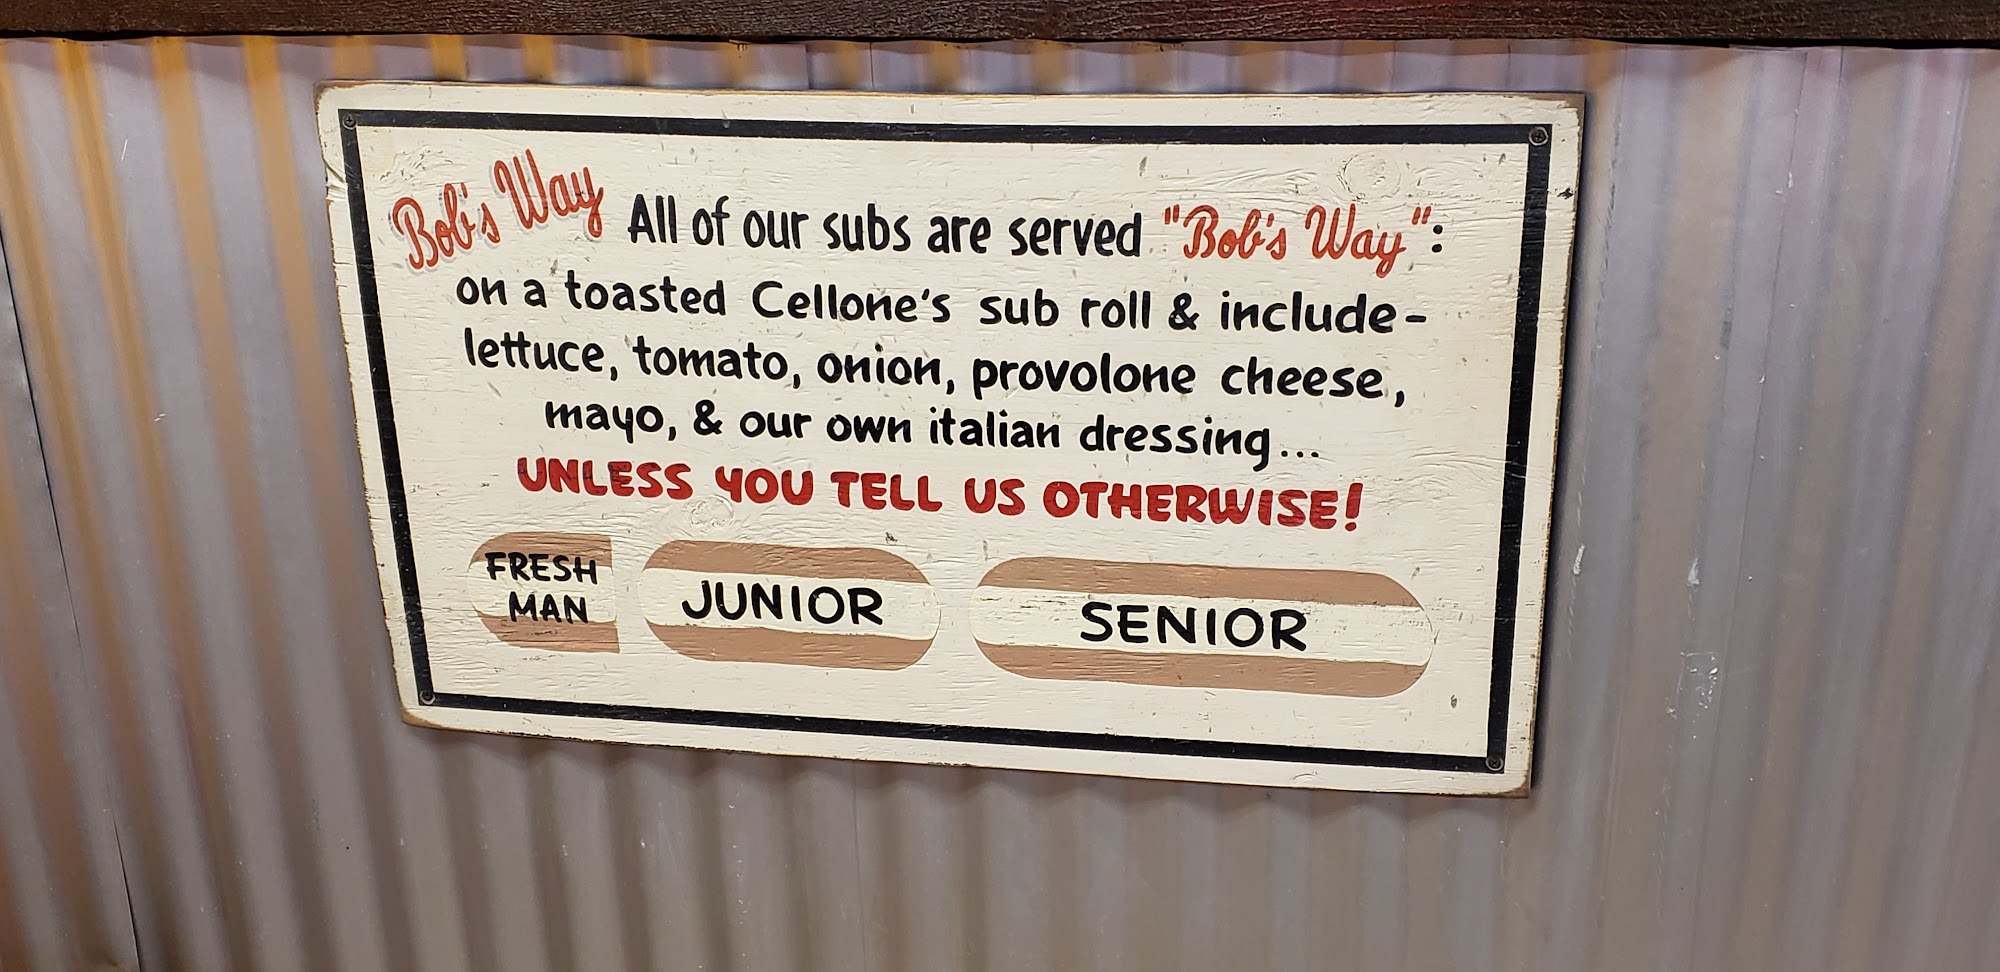 Bob's Way All of our subs are served "Bob's Way":
on a toasted Cellone's sub roll & include-
lettuce, tomato, onion, provolone cheese,
mayo, & our own italian dressing...
UNLESS YOU TELL US OTHERWISE!
FRESH
MAN
JUNIOR
SENIOR